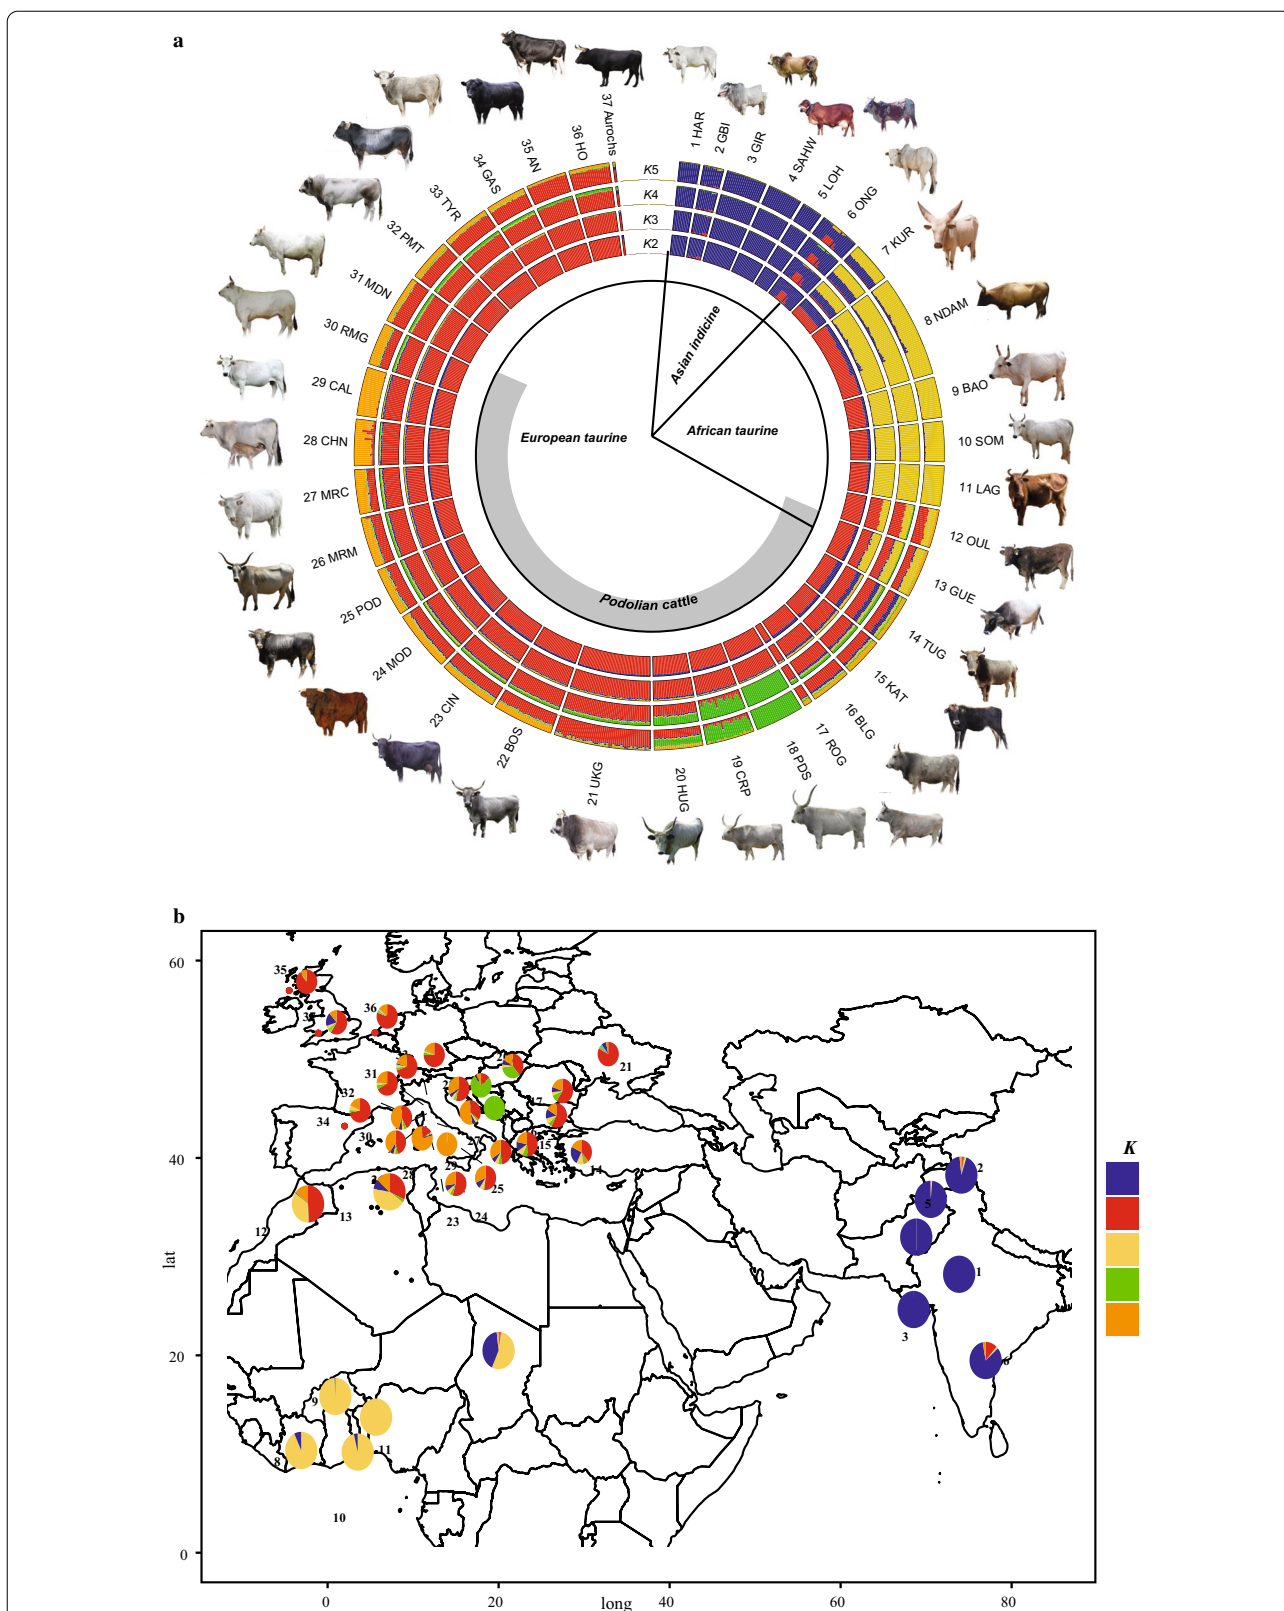 a
37 Aurochs
36 HO
35 AN
34 GAS
33 TYR
32 PMT
31 MDN
30 RMG
29 CAL
28 CHN
27 MRC
26 MRM
25 POD
24 MOD
23 CIN
22 BOS
21 UKG
20 HUG
19 CRP
18 PDS
17 ROG
16 BLG
15 KAT
14 TUG
13 GUE
12 OUL
11 LAG
10 SOM
9 BAO
8 NDAM
7 KUR
6 ONG
5 LOH
4 SAHW
3 GIR
2 GBI
1 HAR
K5
K4
K3
K2
Asian indicine
European taurine
African taurine
Podolian cattle
b
60
40
20
0
lat
0
20
40
60
80
long
K
35
36
31
32
34
30
21
17
15
14
27
29
28
25
23
24
12
13
9
8
11
10
2
5
1
3
6